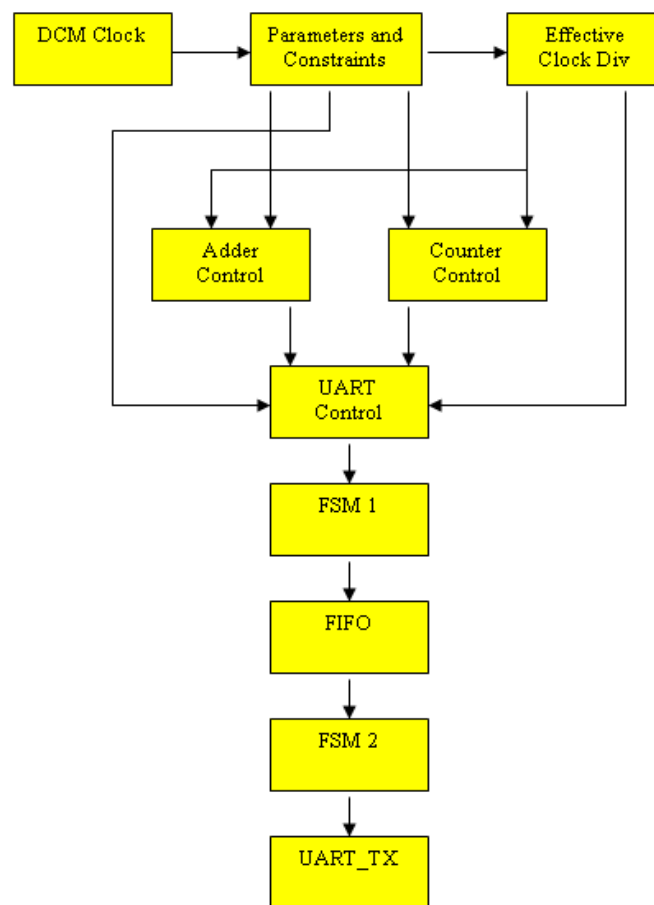 DCM Clock
Parameters and
Constraints
Effective
Clock Div
Adder
Control
Counter
Control
UART
Control
FSM 1
FIFO
FSM 2
UART_TX